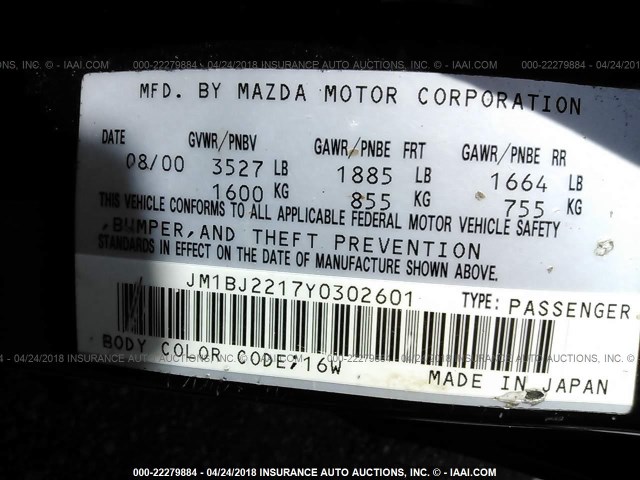 000-22279884 - 04/24/2018 INSURANCE AUTO AUCTIONS, INC. - © IAAI.COM
MFD. BY MAZDA MOTOR CORPORATION
DATE GVWR/PNBV GAWR/PNBE FRT GAWR/PNBE RR
08/00 3527 LB 1885 LB 1664 LB
1600 KG 855 KG 755 KG
THIS VEHICLE CONFORMS TO ALL APPLICABLE FEDERAL MOTOR VEHICLE SAFETY
,BUMPER,AND THEFT PREVENTION
STANDARDS IN EFFECT ON THE DATE OF MANUFACTURE SHOWN ABOVE.
JM1BJ2217Y0302601 TYPE: PASSENGER
BODY COLOR CODE;16W
MADE IN JAPAN
000-22279884 - 04/24/2018 INSURANCE AUTO AUCTIONS, INC. - © IAAI.COM